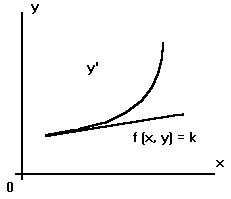 y
y'
f (x, y) = k
x
0